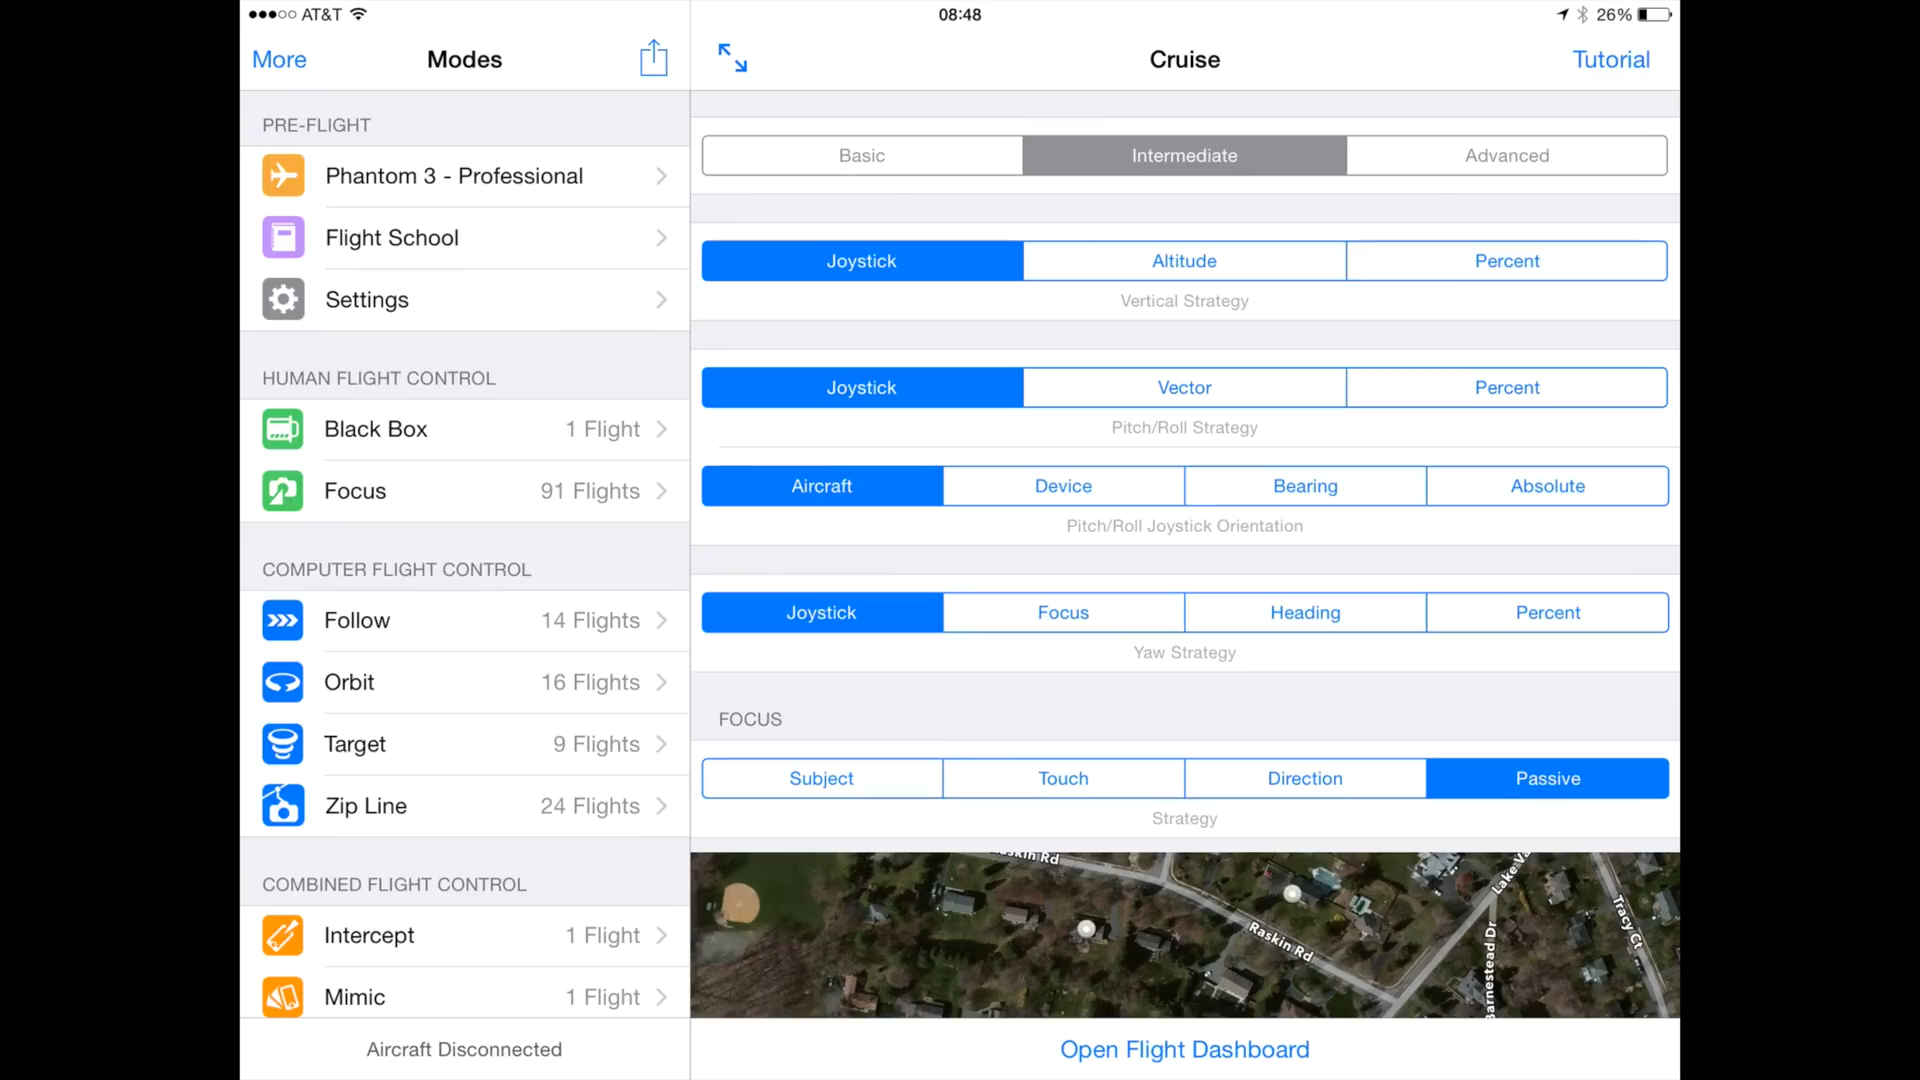 AT&T
08:48
26%
More
Modes
Cruise
Tutorial
PRE-FLIGHT
Phantom 3 - Professional
Flight School
Settings
HUMAN FLIGHT CONTROL
Black Box 1 Flight
Focus 91 Flights
COMPUTER FLIGHT CONTROL
Follow 14 Flights
Orbit 16 Flights
Target 9 Flights
Zip Line 24 Flights
COMBINED FLIGHT CONTROL
Intercept 1 Flight
Mimic 1 Flight
Aircraft Disconnected
Basic Intermediate Advanced
Joystick Altitude Percent
Vertical Strategy
Joystick Vector Percent
Pitch/Roll Strategy
Aircraft Device Bearing Absolute
Pitch/Roll Joystick Orientation
Joystick Focus Heading Percent
Yaw Strategy
FOCUS
Subject Touch Direction Passive
Strategy
Rd
Raskin Rd
Lake
Barnestead Dr
Tracy Ct
Open Flight Dashboard